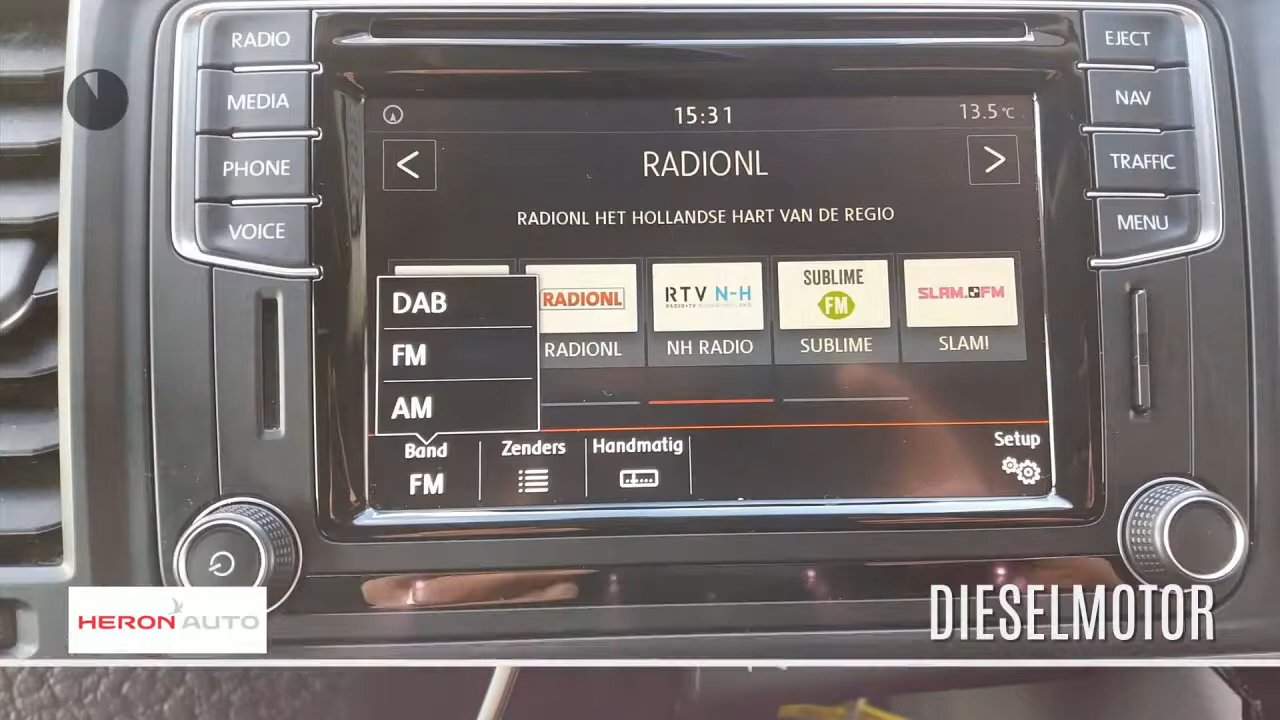 RADIO
EJECT
MEDIA
NAV
PHONE
TRAFFIC
VOICE
MENU
15:31
13.5 °C
<
RADIONL
>
RADIONL HET HOLLANDSE HART VAN DE REGIO
RADIONL
RTV N-H
SUBLIME
FM
SLAM.FM
RADIONL
NH RADIO
SUBLIME
SLAM!
DAB
FM
AM
Band
Zenders
Handmatig
Setup
FM
HERON AUTO
DIESELMOTOR